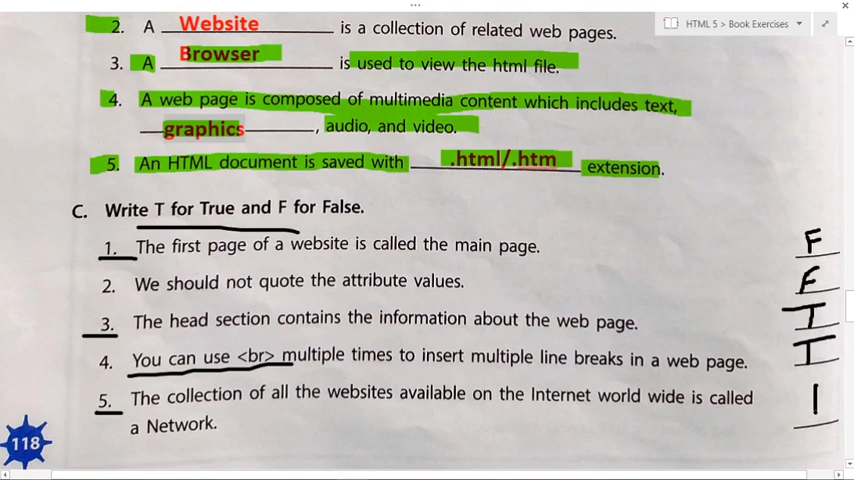 HTML 5 > Book Exercises
2. A Website is a collection of related web pages.
3. A Browser is used to view the html file.
4. A web page is composed of multimedia content which includes text,
graphics, audio, and video.
5. An HTML document is saved with .html/.htm extension.
C. Write T for True and F for False.
1. The first page of a website is called the main page. F
2. We should not quote the attribute values. F
3. The head section contains the information about the web page. T
4. You can use <br> multiple times to insert multiple line breaks in a web page. T
5. The collection of all the websites available on the Internet world wide is called
a Network.
118